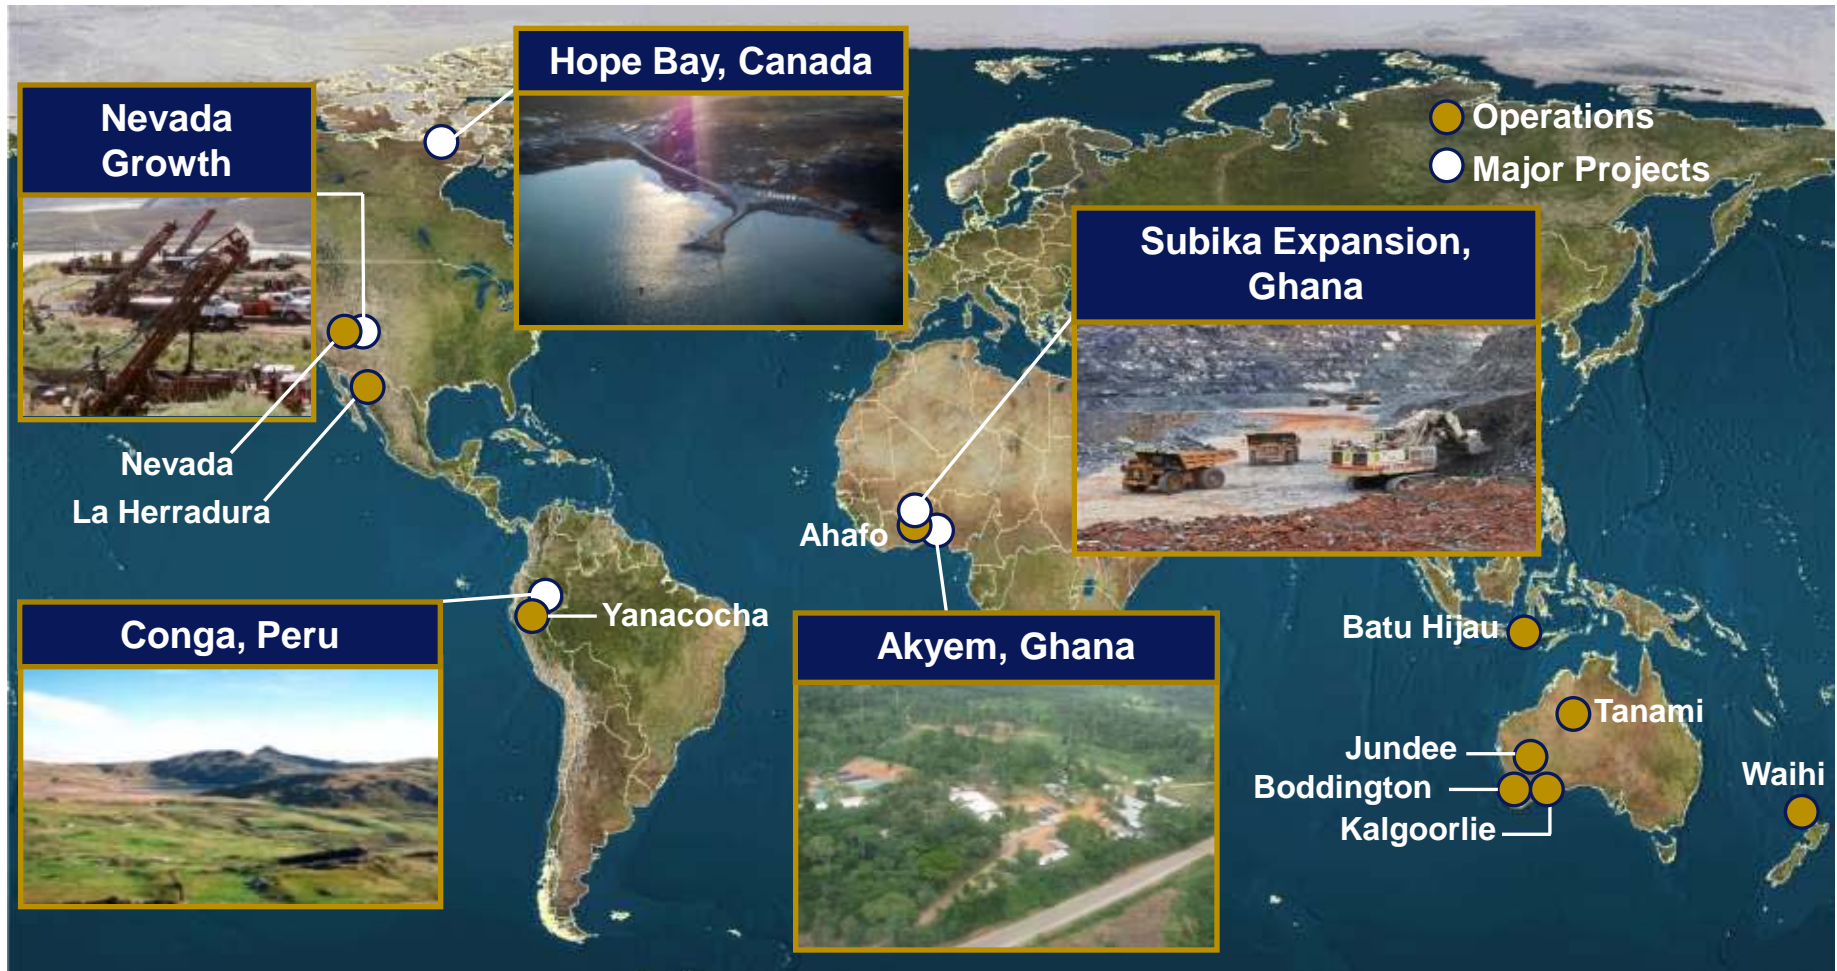 Hope Bay, Canada
Nevada
Growth
Operations
Major Projects
Subika Expansion,
Ghana
Nevada
La Herradura
Ahafo
Conga, Peru
Yanacocha
Akyem, Ghana
Batu Hijau
Tanami
Jundee
Boddington
Kalgoorlie
Waihi